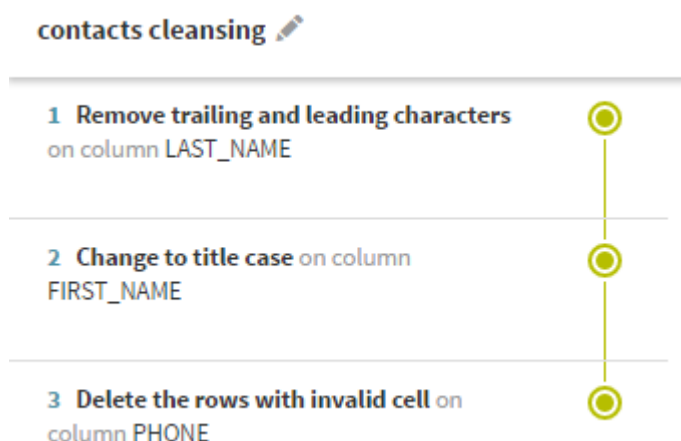 contacts cleansing
1 Remove trailing and leading characters
on column LAST_NAME
2 Change to title case on column
FIRST_NAME
3 Delete the rows with invalid cell on
column PHONE